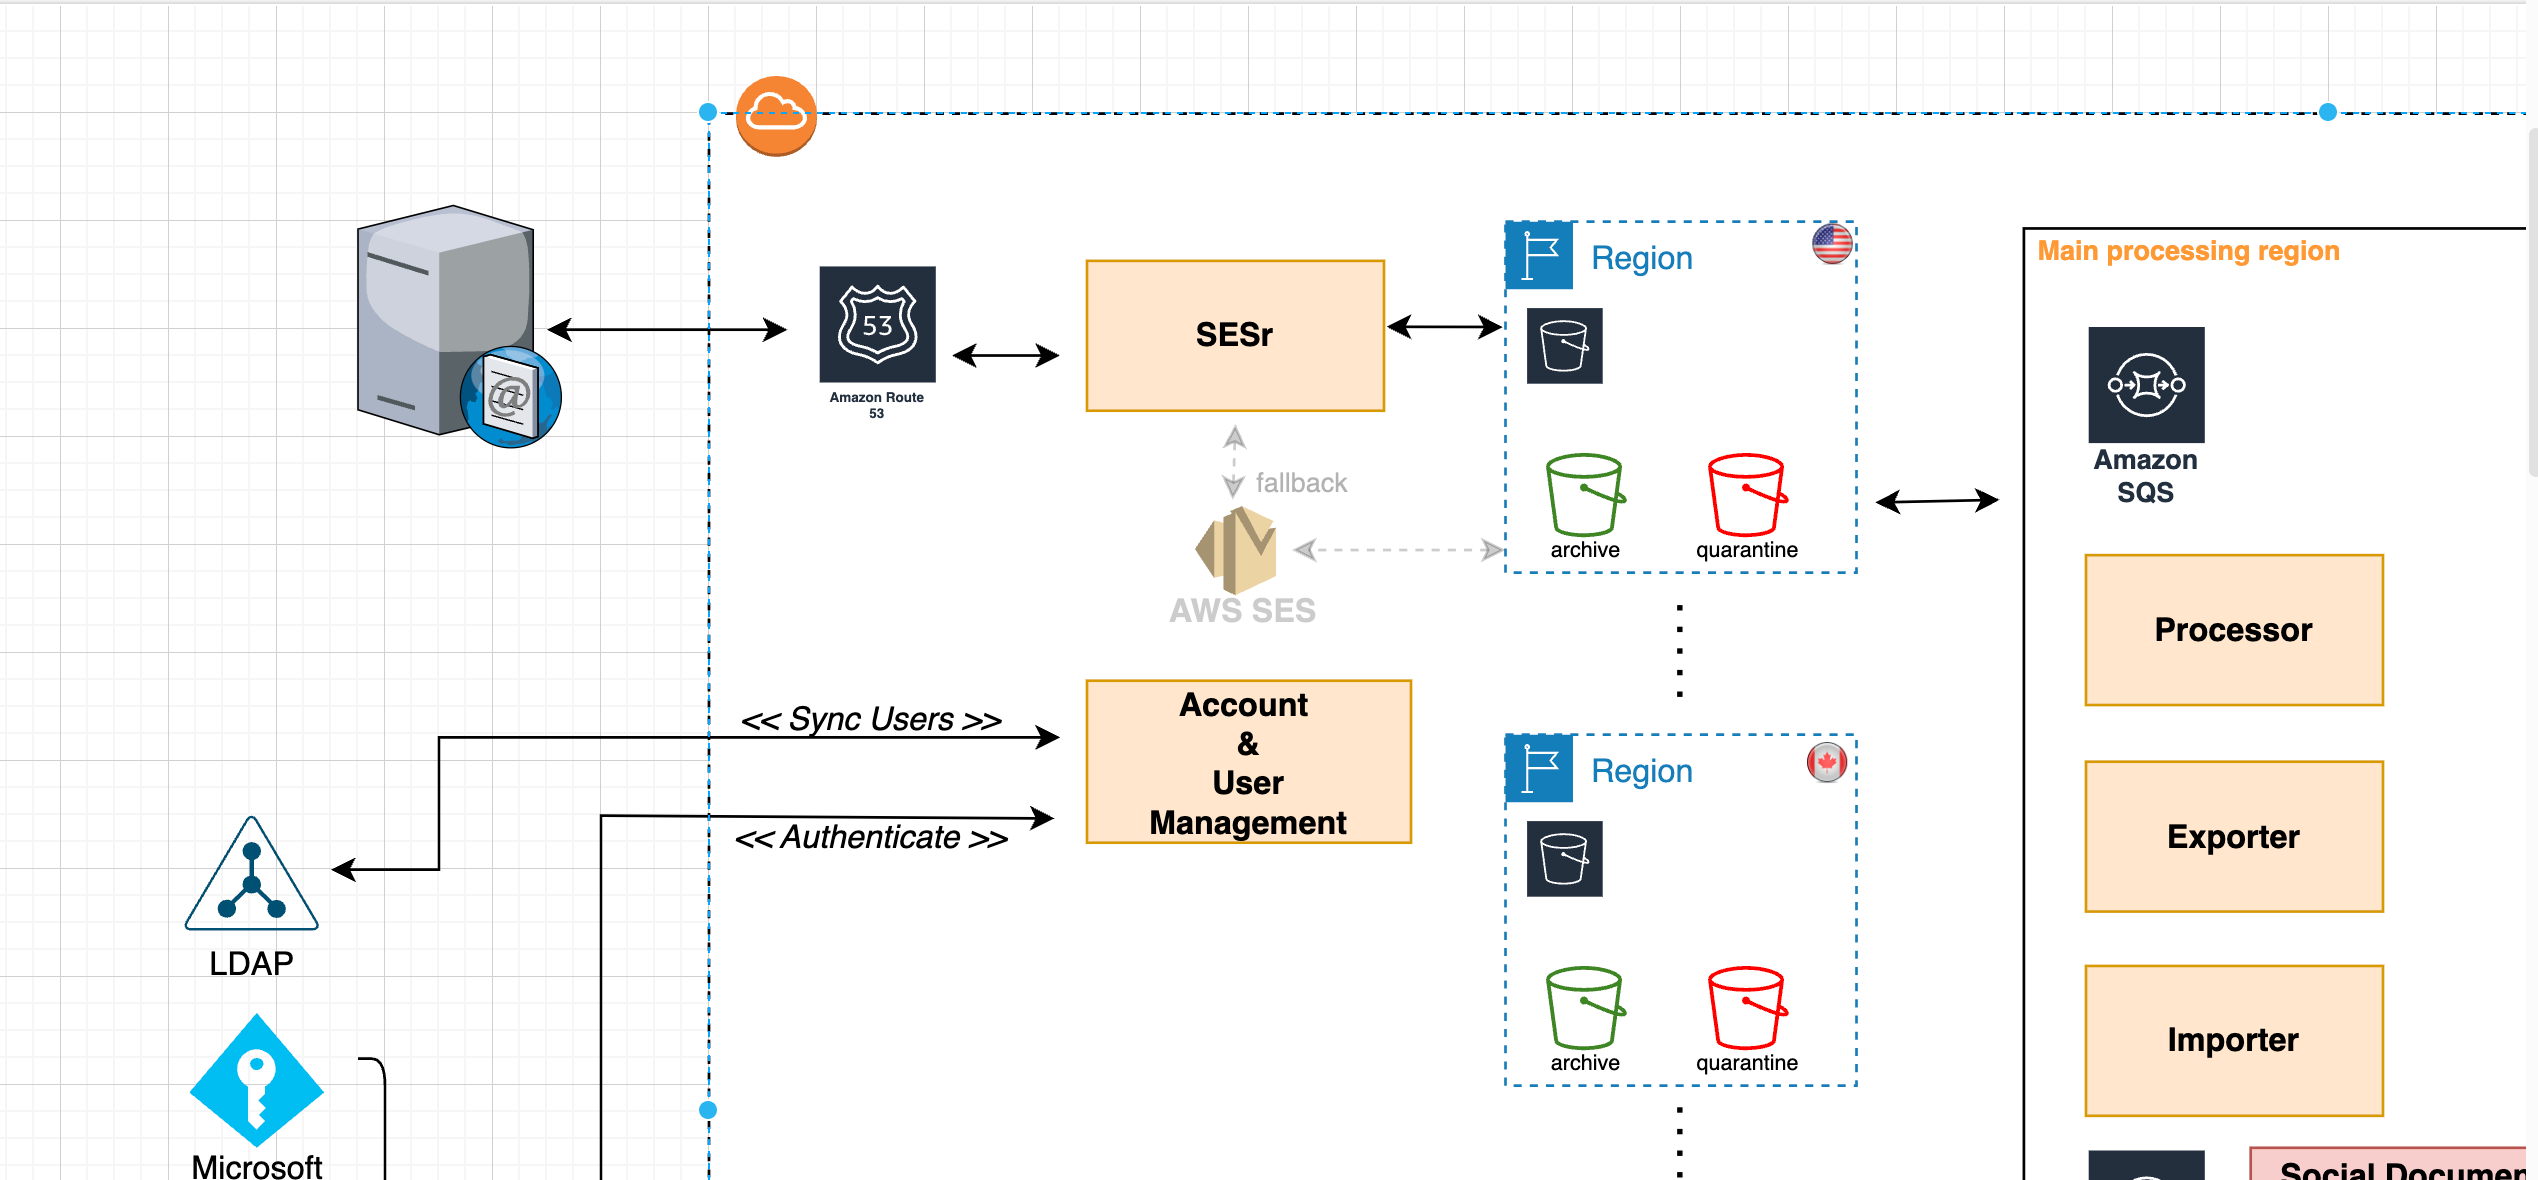 53
Amazon Route
53
SESr
fallback
AWS SES
Region
archive
quarantine
Main processing region
Amazon
SQS
Processor
Exporter
Importer
<< Sync Users >>
<< Authenticate >>
Account
&
User
Management
Region
archive
quarantine
@
LDAP
Microsoft
Social Documen